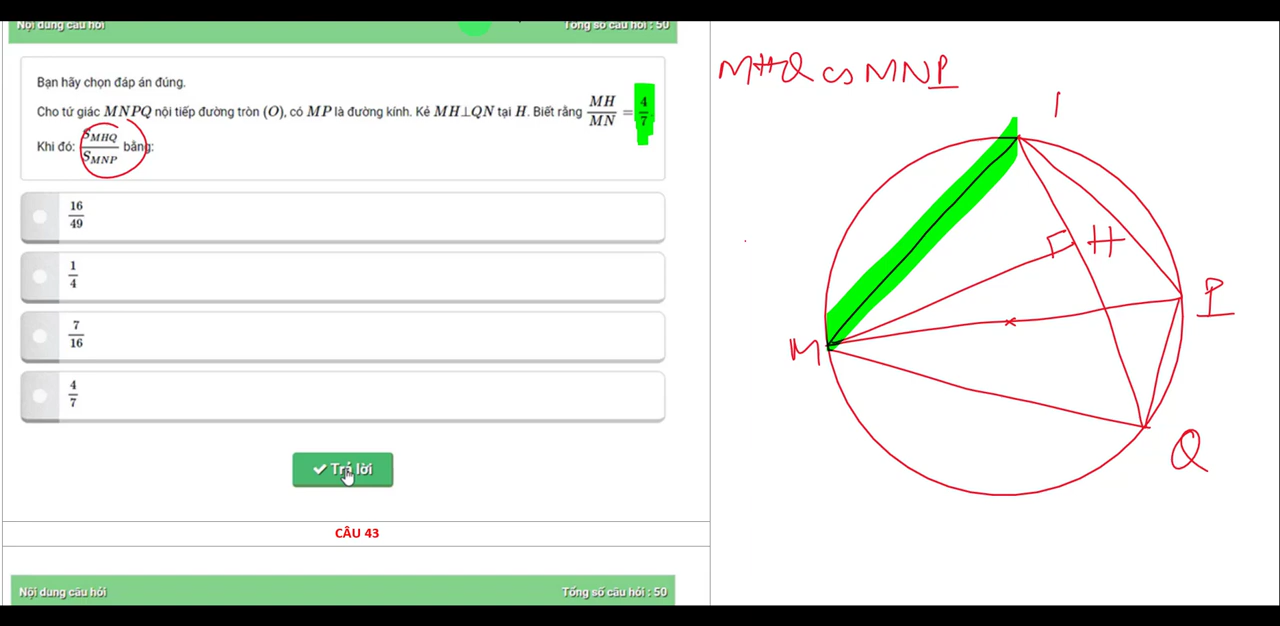 Nội dung câu hỏi
Tổng số câu hỏi : 50
Bạn hãy chọn đáp án đúng.
Cho tứ giác MNPQ nội tiếp đường tròn (O), có MP là đường kính. Kẻ MH⊥QN tại H. Biết rằng MH/MN = 4/7.
Khi đó: S_MHQ/S_MNP bằng:
16/49
1/4
7/16
4/7
✓ Trả lời
CÂU 43
Nội dung câu hỏi
Tổng số câu hỏi : 50
MHQ ∽ MNP
H
P
M
Q